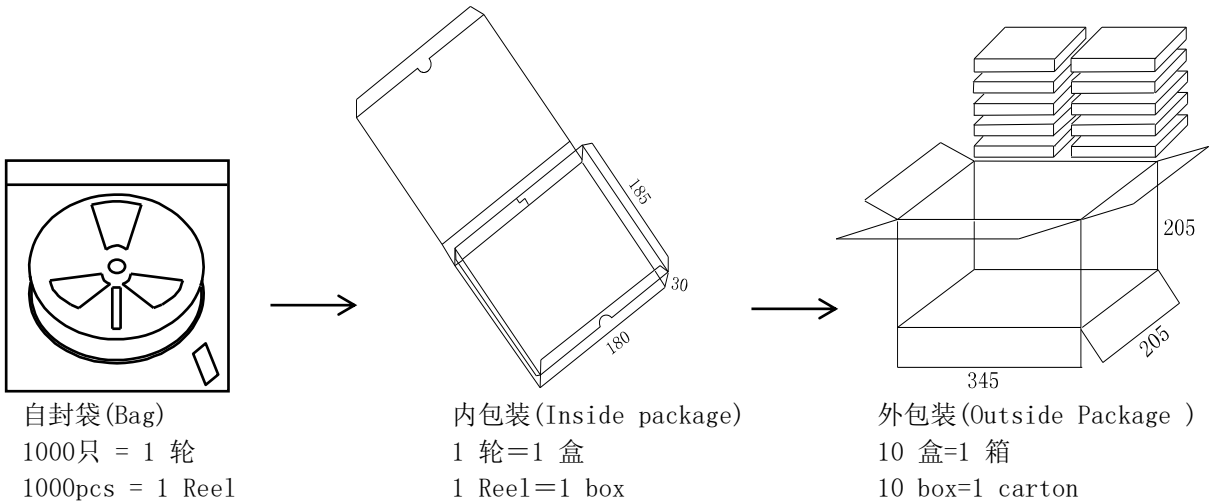 185
30
180
205
205
345
自封袋(Bag)
1000只 = 1 轮
1000pcs = 1 Reel
内包装(Inside package)
1 轮＝1 盒
1 Reel＝1 box
外包装(Outside Package )
10 盒=1 箱
10 box=1 carton